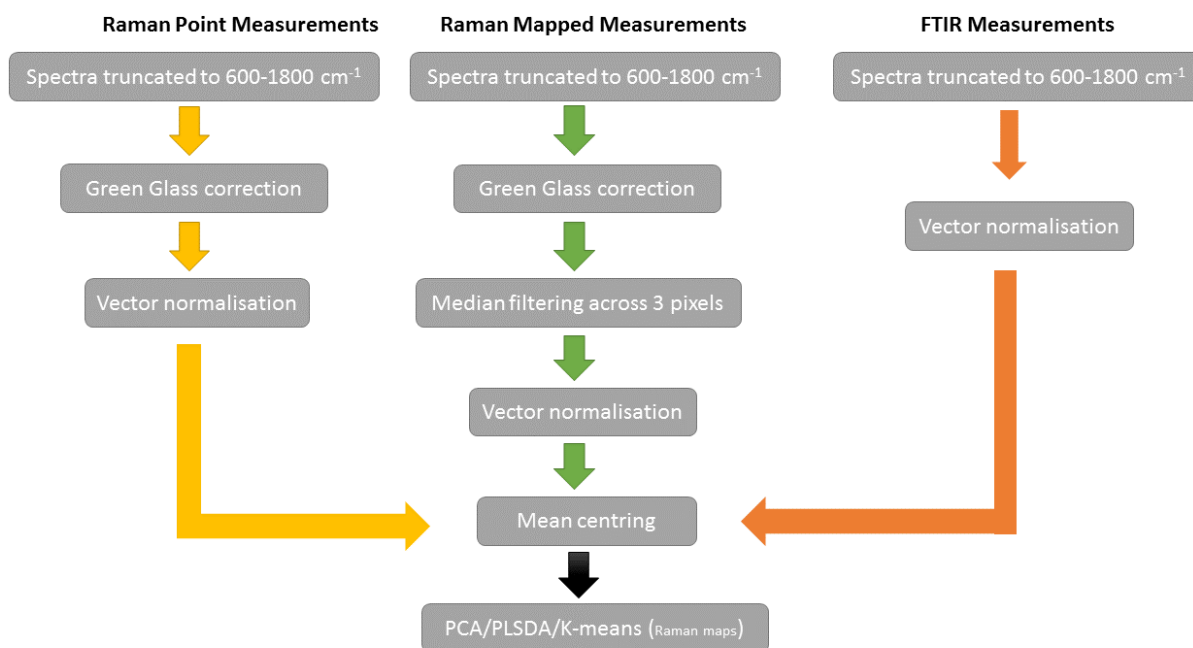 Raman Point Measurements
Raman Mapped Measurements
FTIR Measurements
Spectra truncated to 600-1800 cm⁻¹
Spectra truncated to 600-1800 cm⁻¹
Spectra truncated to 600-1800 cm⁻¹
Green Glass correction
Green Glass correction
Vector normalisation
Vector normalisation
Median filtering across 3 pixels
Vector normalisation
Mean centring
PCA/PLSDA/K-means (Raman maps)